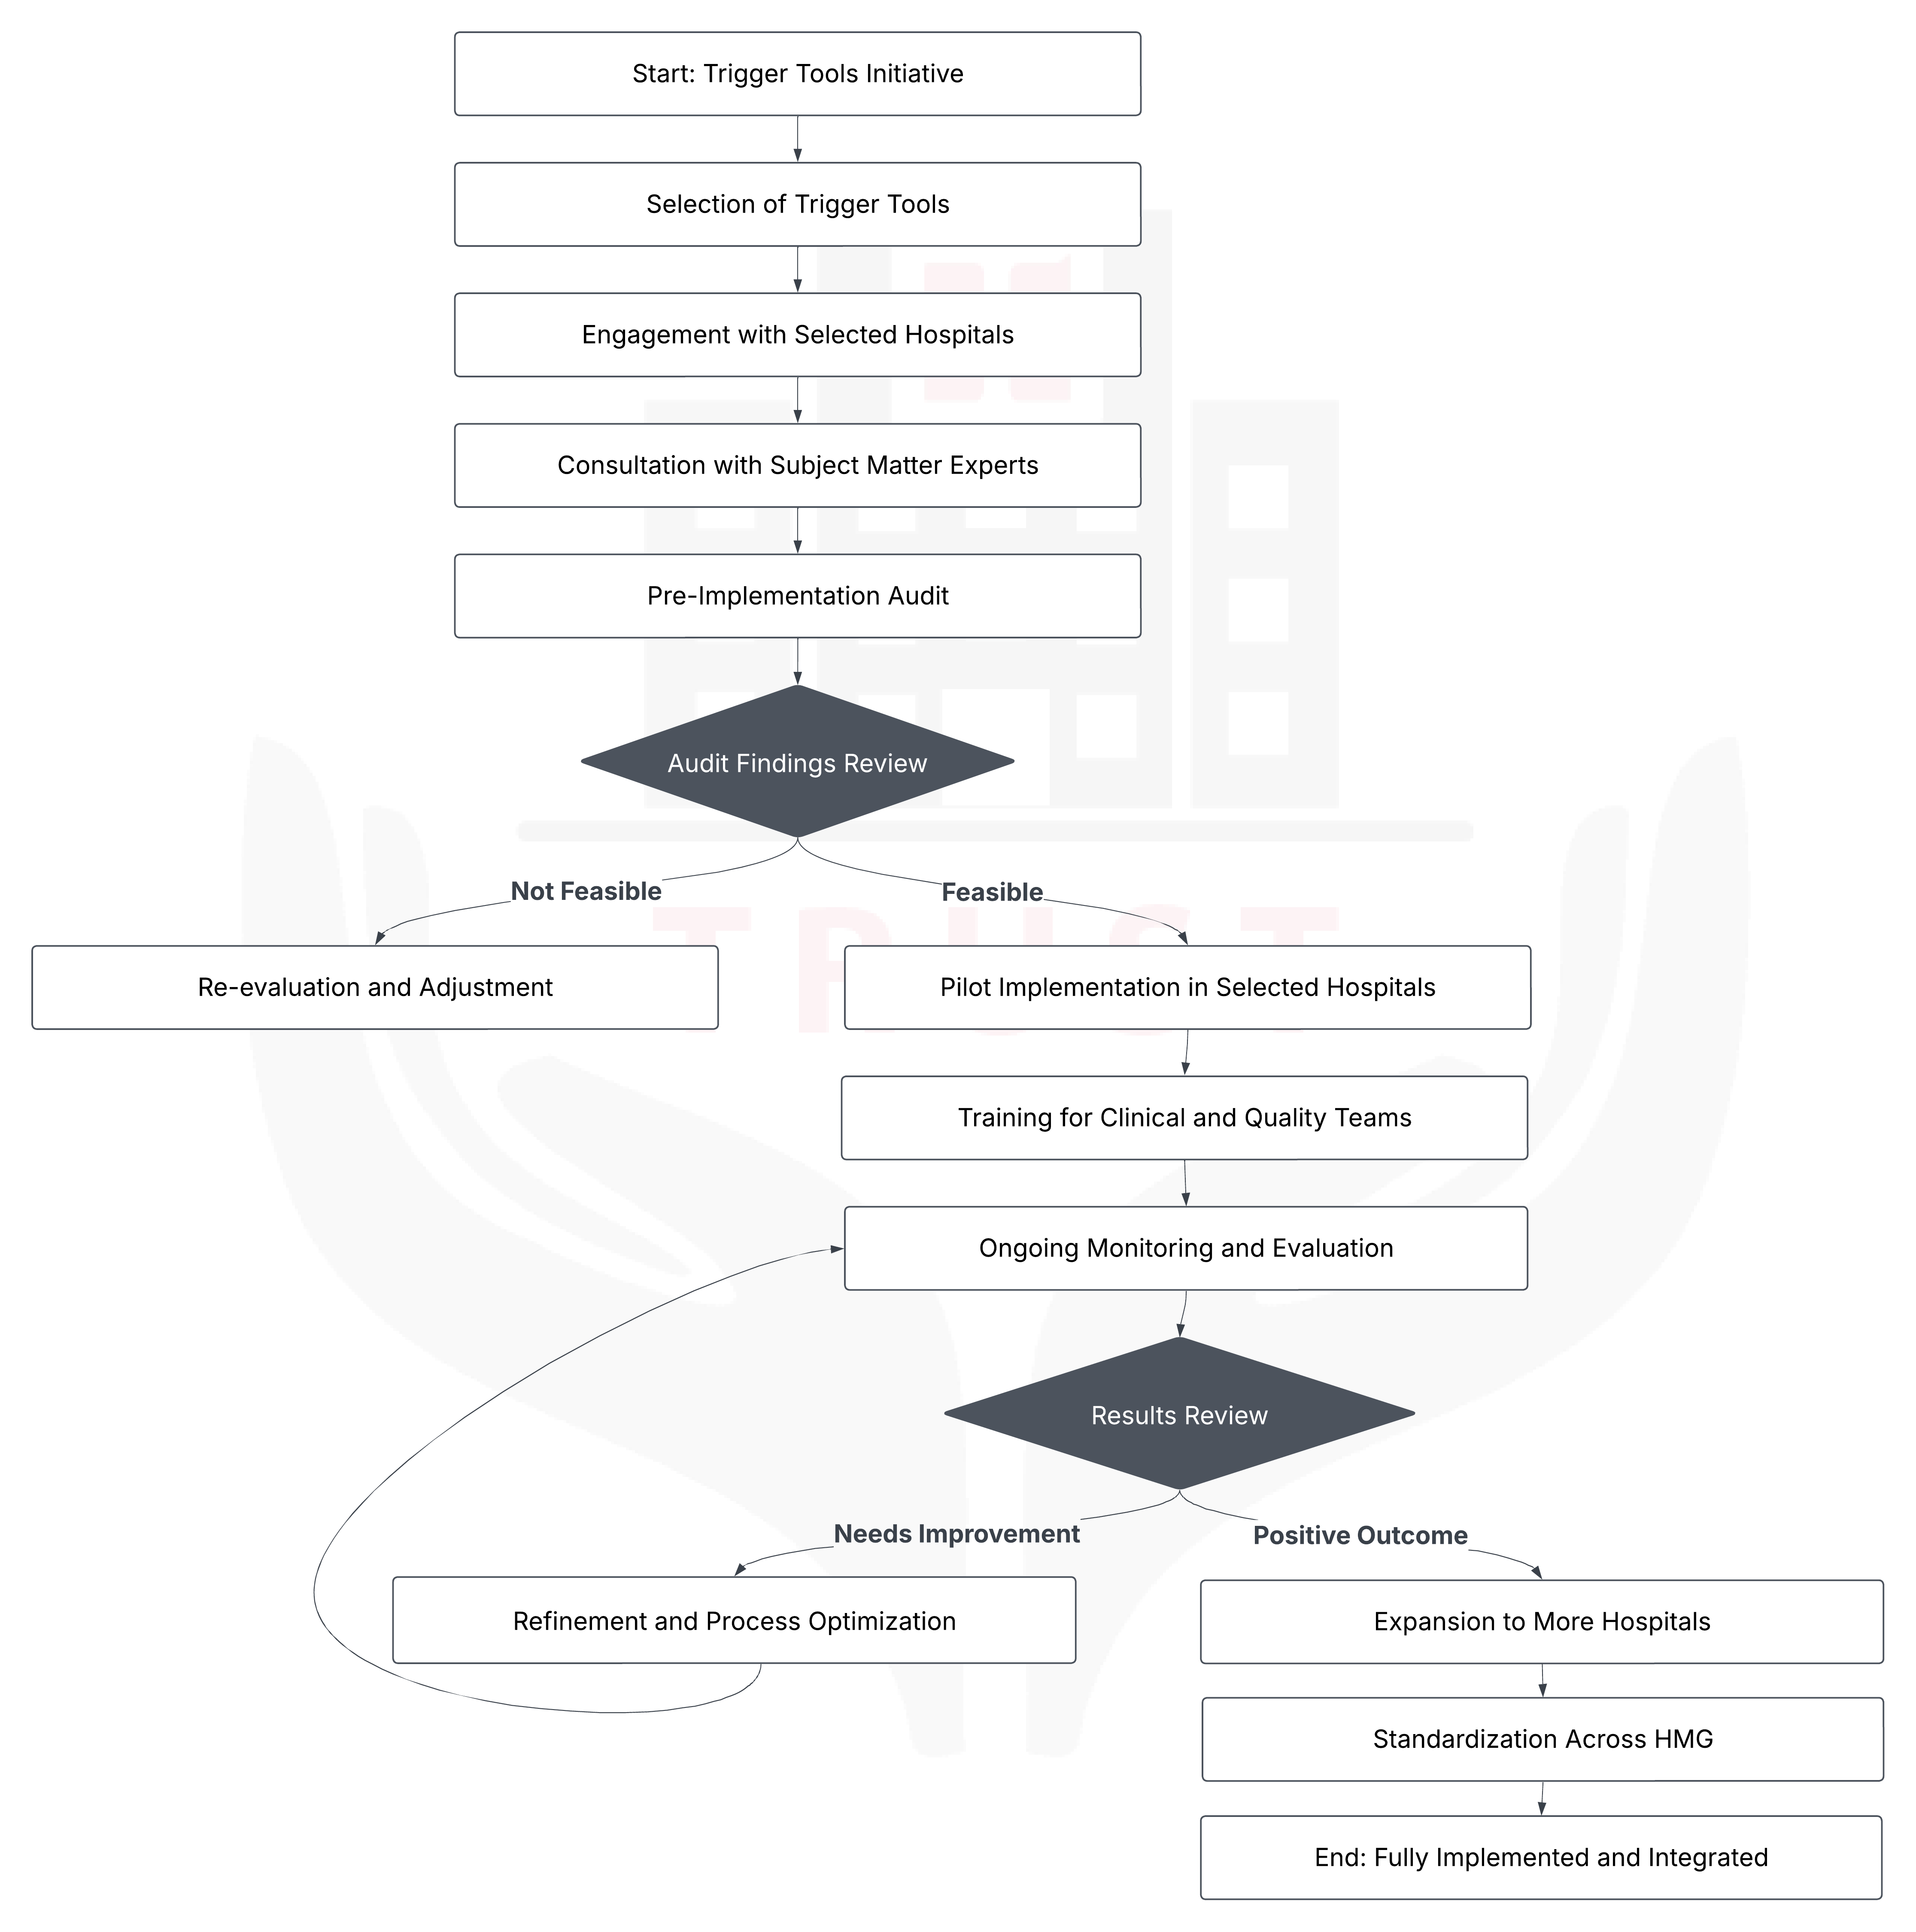 Start: Trigger Tools Initiative
Selection of Trigger Tools
Engagement with Selected Hospitals
Consultation with Subject Matter Experts
Pre-Implementation Audit
Audit Findings Review
Not Feasible
Feasible
TRUST
Re-evaluation and Adjustment
Pilot Implementation in Selected Hospitals
Training for Clinical and Quality Teams
Ongoing Monitoring and Evaluation
Results Review
Needs Improvement
Positive Outcome
Refinement and Process Optimization
Expansion to More Hospitals
Standardization Across HMG
End: Fully Implemented and Integrated